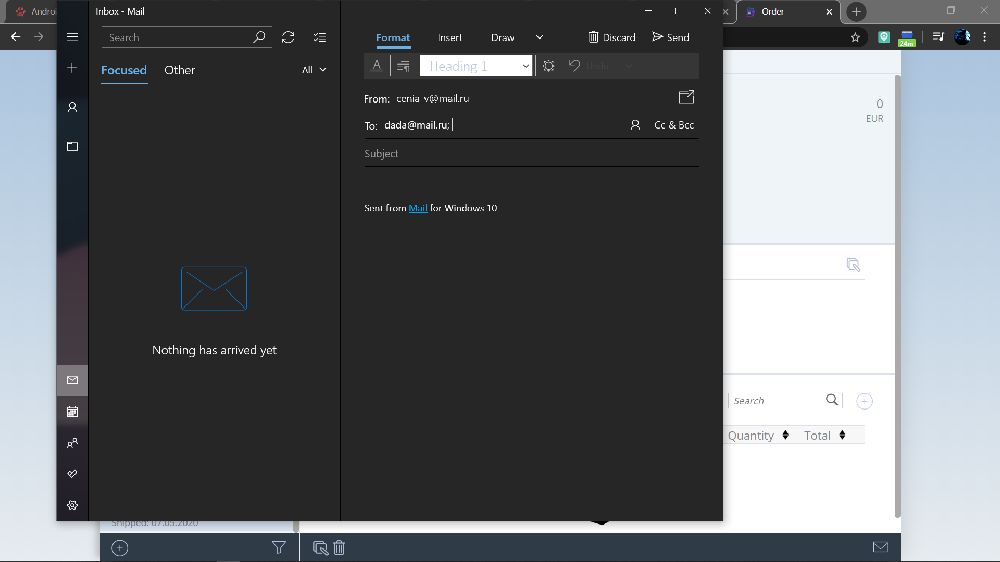 Androi
Inbox - Mail
Order
Search
Format
Insert
Draw
Discard
Send
24m
Focused
Other
All
Heading 1
Undo
From: cenia-v@mail.ru
To: dada@mail.ru;
Cc & Bcc
0
EUR
Subject
Sent from Mail for Windows 10
Nothing has arrived yet
Search
Quantity
Total
Shipped: 07.05.2020